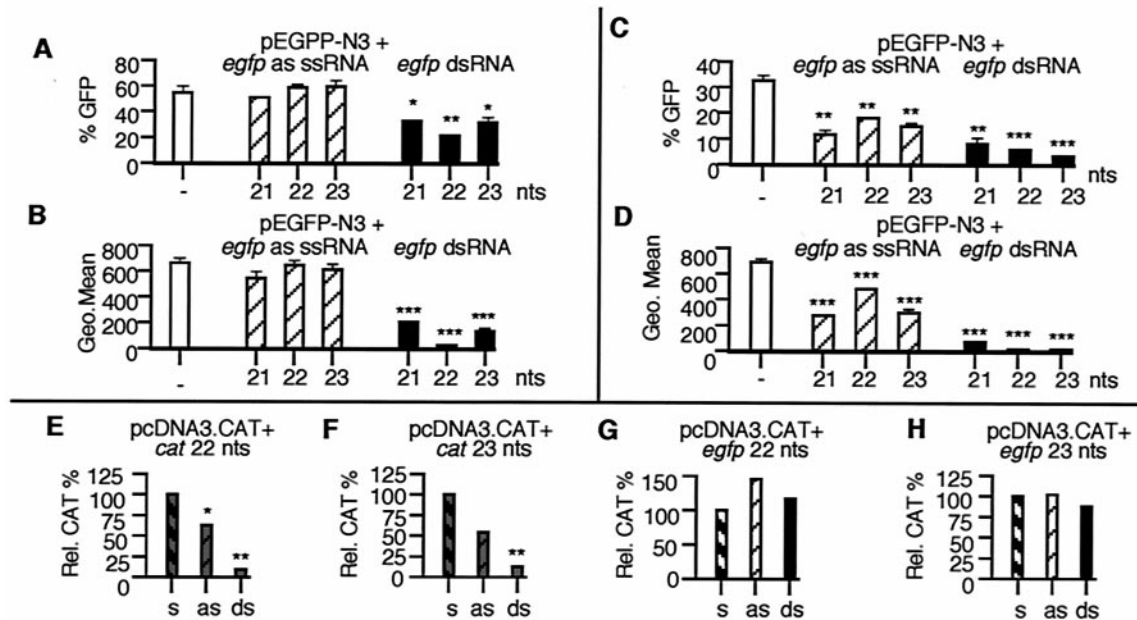 A
pEGPP-N3 +
egfp as ssRNA egfp dsRNA
% GFP
80
60
40
20
0
* ** *
- 21 22 23 21 22 23 nts
B
pEGFP-N3 +
egfp as ssRNA egfp dsRNA
Geo.Mean
800
600
400
200
0
*** *** ***
- 21 22 23 21 22 23 nts
C
pEGFP-N3 +
egfp as ssRNA egfp dsRNA
% GFP
40
30
20
10
0
** ** ** ** *** ***
- 21 22 23 21 22 23 nts
D
pEGFP-N3 +
egfp as ssRNA egfp dsRNA
Geo. Mean
800
600
400
200
0
*** *** *** *** *** ***
- 21 22 23 21 22 23 nts
E
pcDNA3.CAT+
cat 22 nts
Rel. CAT %
125
100
75
50
25
0
* **
s as ds
F
pcDNA3.CAT+
cat 23 nts
Rel. CAT %
125
100
75
50
25
0
**
s as ds
G
pcDNA3.CAT+
egfp 22 nts
Rel. CAT %
150
100
50
0
s as ds
H
pcDNA3.CAT+
egfp 23 nts
Rel. CAT %
125
100
75
50
25
0
s as ds